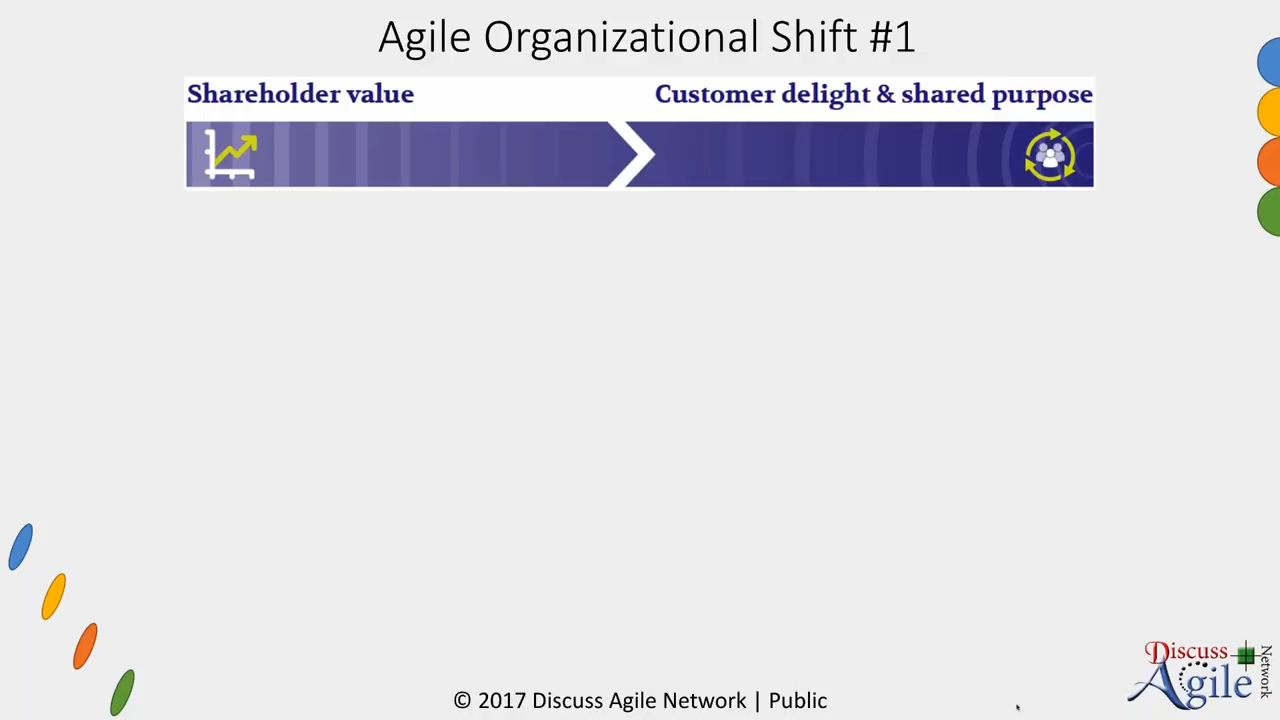 Agile Organizational Shift #1
Shareholder value
Customer delight & shared purpose
© 2017 Discuss Agile Network | Public
Discuss
Agile
Network